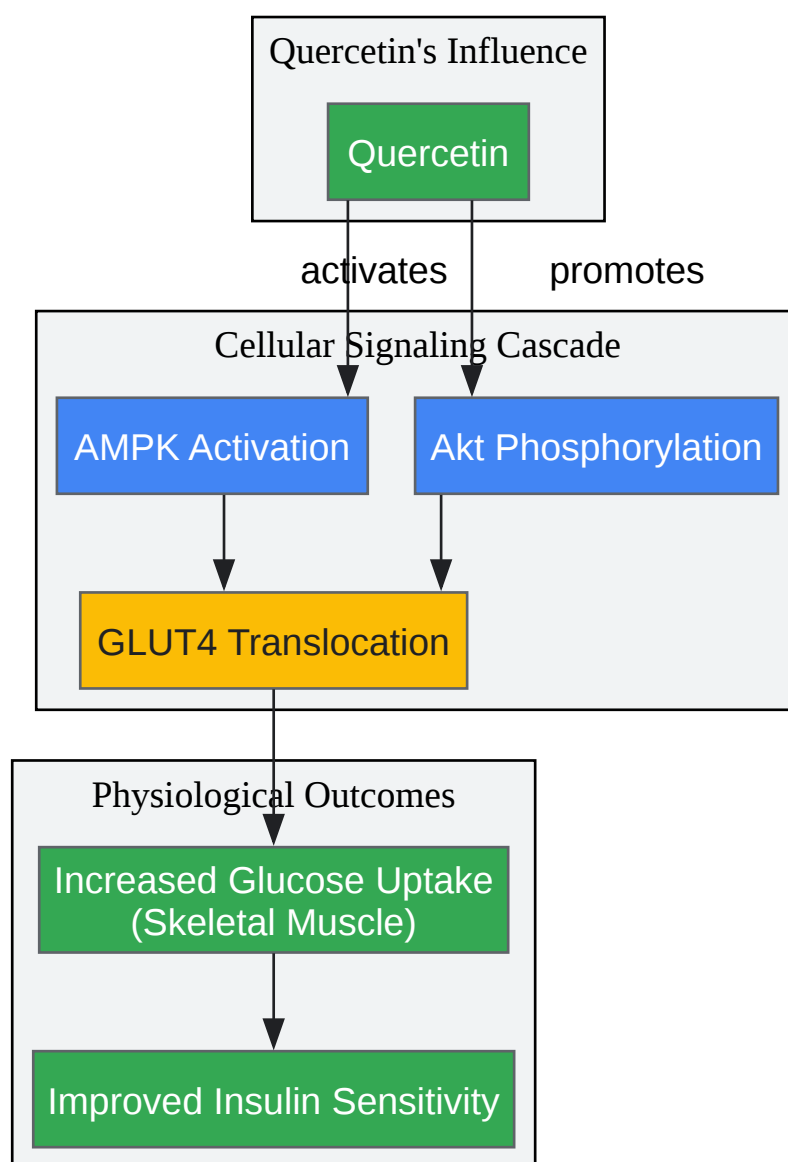 Quercetin's Influence
Quercetin
activates
promotes
Cellular Signaling Cascade
AMPK Activation
Akt Phosphorylation
GLUT4 Translocation
Physiological Outcomes
Increased Glucose Uptake
(Skeletal Muscle)
Improved Insulin Sensitivity